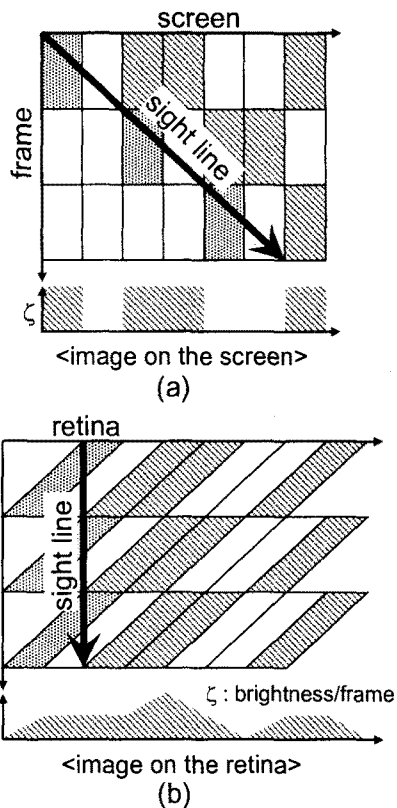 screen
frame
sight line
ζ
<image on the screen>
(a)
retina
sight line
ζ : brightness/frame
<image on the retina>
(b)